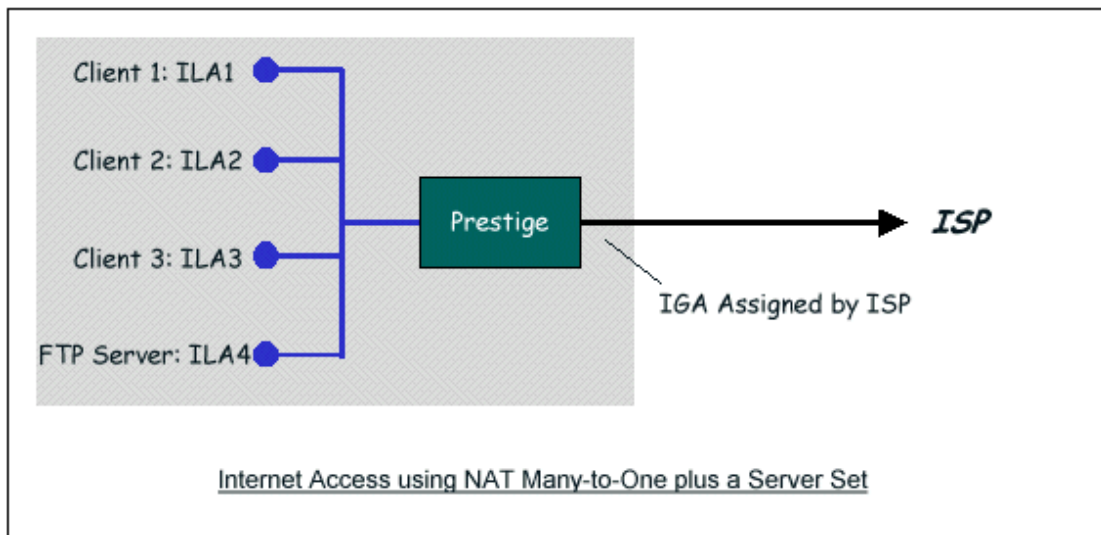 Client 1: ILA1
Client 2: ILA2
Client 3: ILA3
FTP Server: ILA4
Prestige
ISP
IGA Assigned by ISP
Internet Access using NAT Many-to-One plus a Server Set